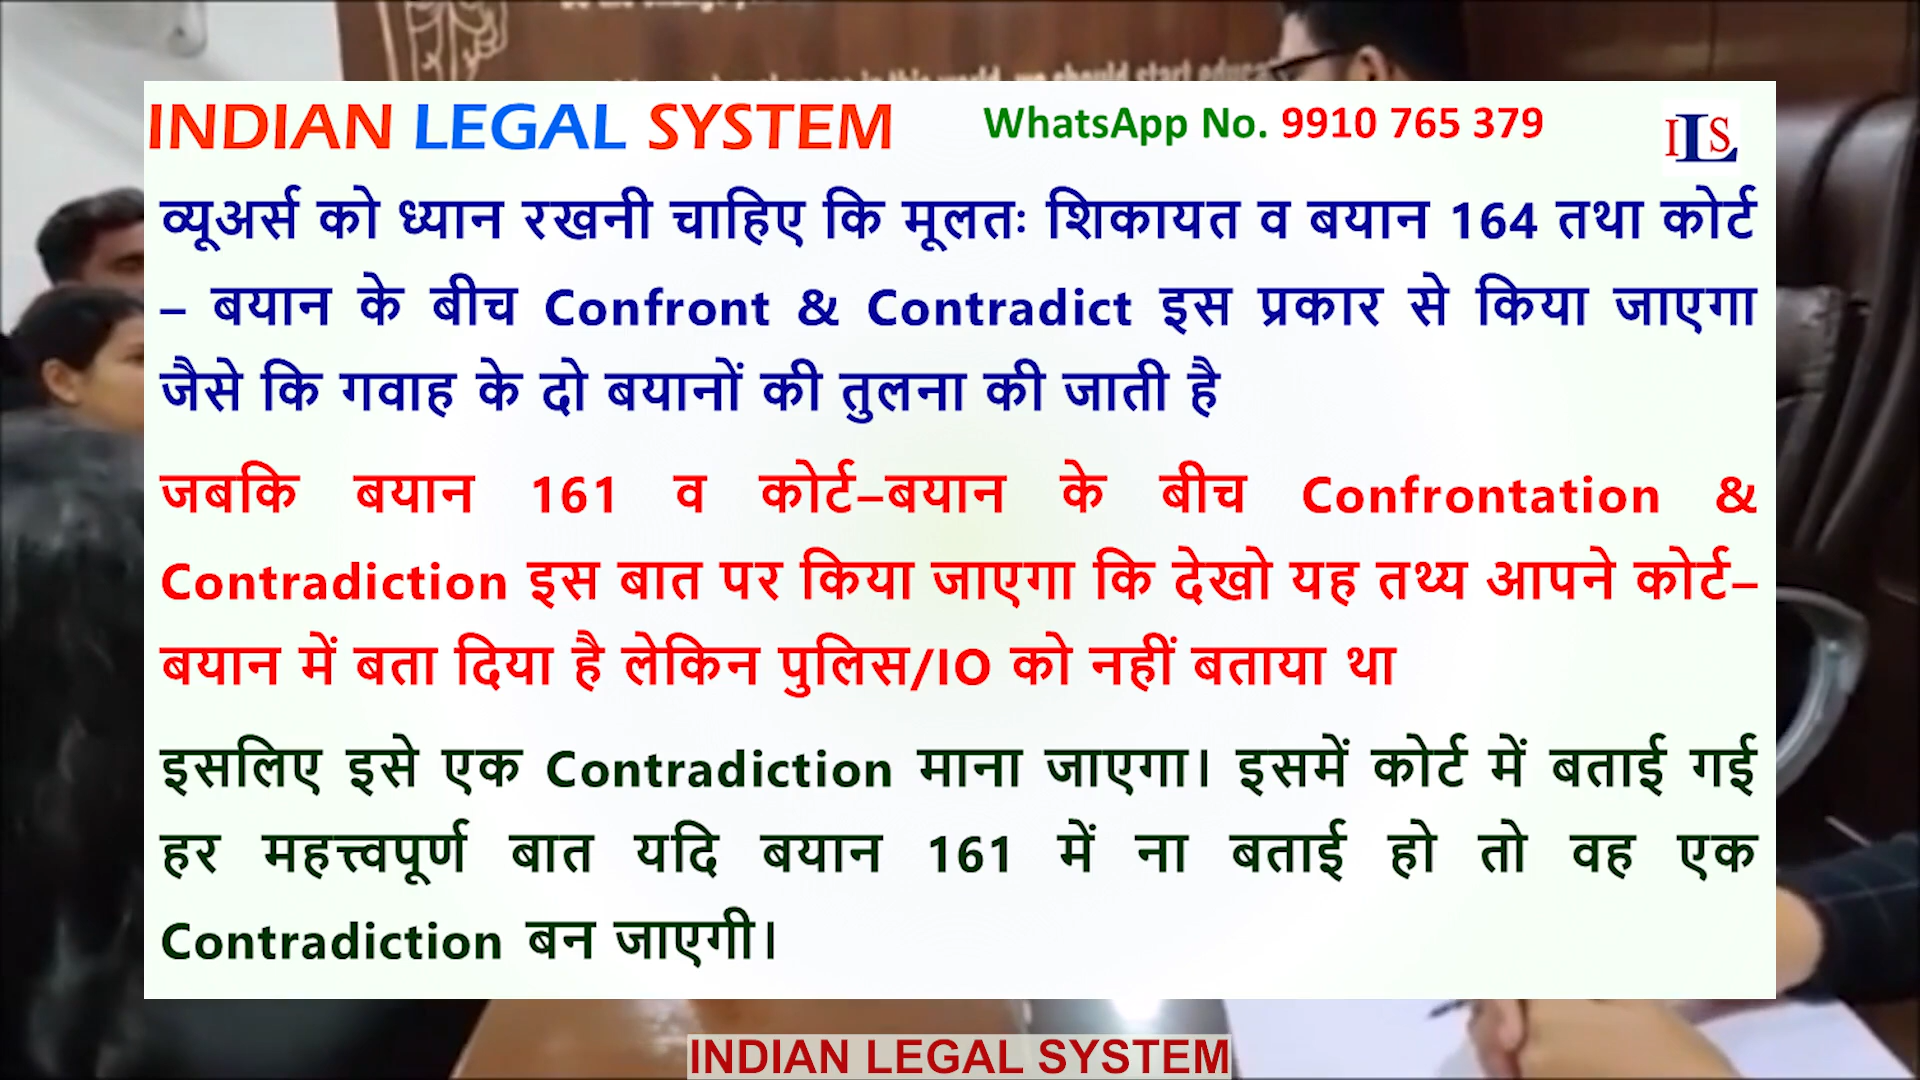 INDIAN LEGAL SYSTEM WhatsApp No. 9910 765 379 ILS
व्यूअर्स को ध्यान रखनी चाहिए कि मूलतः शिकायत व बयान 164 तथा कोर्ट
– बयान के बीच Confront & Contradict इस प्रकार से किया जाएगा
जैसे कि गवाह के दो बयानों की तुलना की जाती है
जबकि बयान 161 व कोर्ट–बयान के बीच Confrontation &
Contradiction इस बात पर किया जाएगा कि देखो यह तथ्य आपने कोर्ट–
बयान में बता दिया है लेकिन पुलिस/IO को नहीं बताया था
इसलिए इसे एक Contradiction माना जाएगा। इसमें कोर्ट में बताई गई
हर महत्त्वपूर्ण बात यदि बयान 161 में ना बताई हो तो वह एक
Contradiction बन जाएगी।
INDIAN LEGAL SYSTEM